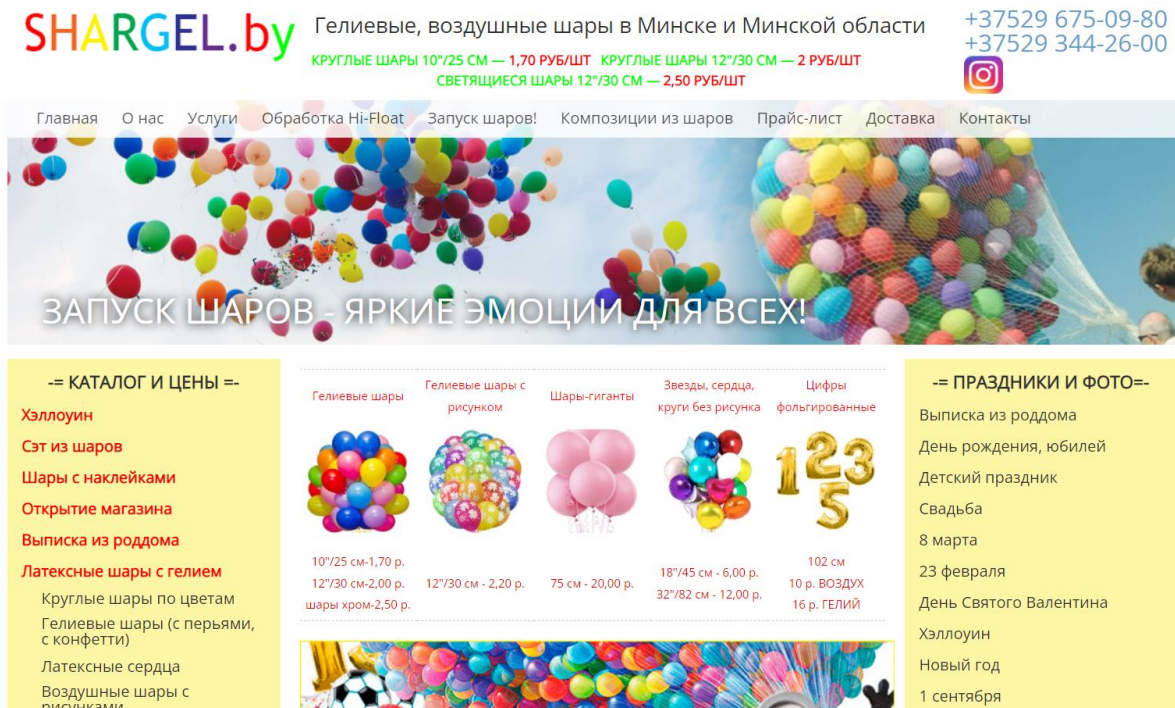 SHARGEL.by
Гелиевые, воздушные шары в Минске и Минской области
КРУГЛЫЕ ШАРЫ 10"/25 СМ — 1,70 РУБ/ШТ КРУГЛЫЕ ШАРЫ 12"/30 СМ — 2 РУБ/ШТ
СВЕТЯЩИЕСЯ ШАРЫ 12"/30 СМ — 2,50 РУБ/ШТ
+37529 675-09-80
+37529 344-26-00
Главная О нас Услуги Обработка Hi-Float Запуск шаров! Композиции из шаров Прайс-лист Доставка Контакты
ЗАПУСК ШАРОВ - ЯРКИЕ ЭМОЦИИ ДЛЯ ВСЕХ!
-= КАТАЛОГ И ЦЕНЫ =-
Хэллоуин
Сэт из шаров
Шары с наклейками
Открытие магазина
Выписка из роддома
Латексные шары с гелием
Круглые шары по цветам
Гелиевые шары (с перьями,
с конфетти)
Латексные сердца
Воздушные шары с
рисунками
Гелиевые шары
10"/25 см-1,70 р.
12"/30 см-2,00 р.
шары хром-2,50 р.
Гелиевые шары с
рисунком
12"/30 см - 2,20 р.
Шары-гиганты
75 см - 20,00 р.
Звезды, сердца,
круги без рисунка
18"/45 см - 6,00 р.
32"/82 см - 12,00 р.
Цифры
фольгированные
102 см
10 р. ВОЗДУХ
16 р. ГЕЛИЙ
-= ПРАЗДНИКИ И ФОТО=-
Выписка из роддома
День рождения, юбилей
Детский праздник
Свадьба
8 марта
23 февраля
День Святого Валентина
Хэллоуин
Новый год
1 сентября